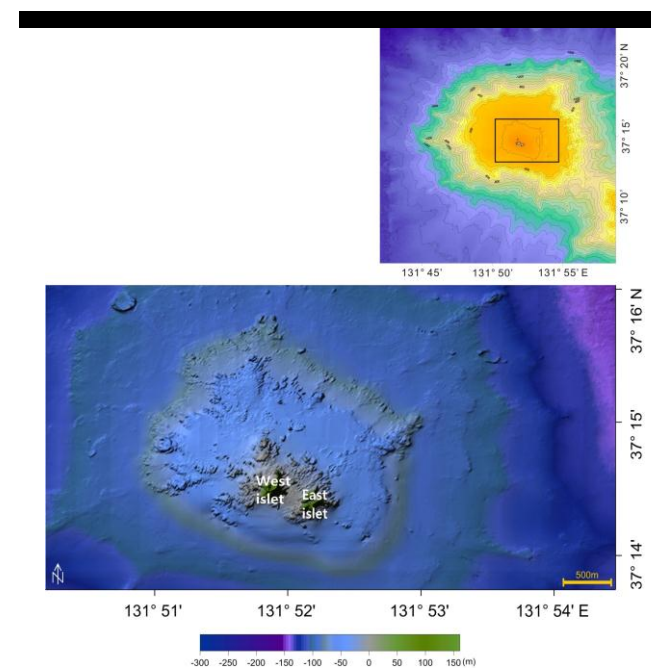 37° 20' N
37° 15'
37° 10'
131° 45'
131° 50'
131° 55' E
37° 16' N
37° 15'
37° 14'
West
islet
East
islet
N
500m
131° 51'
131° 52'
131° 53'
131° 54' E
-300 -250 -200 -150 -100 -50 0 50 100 150 (m)